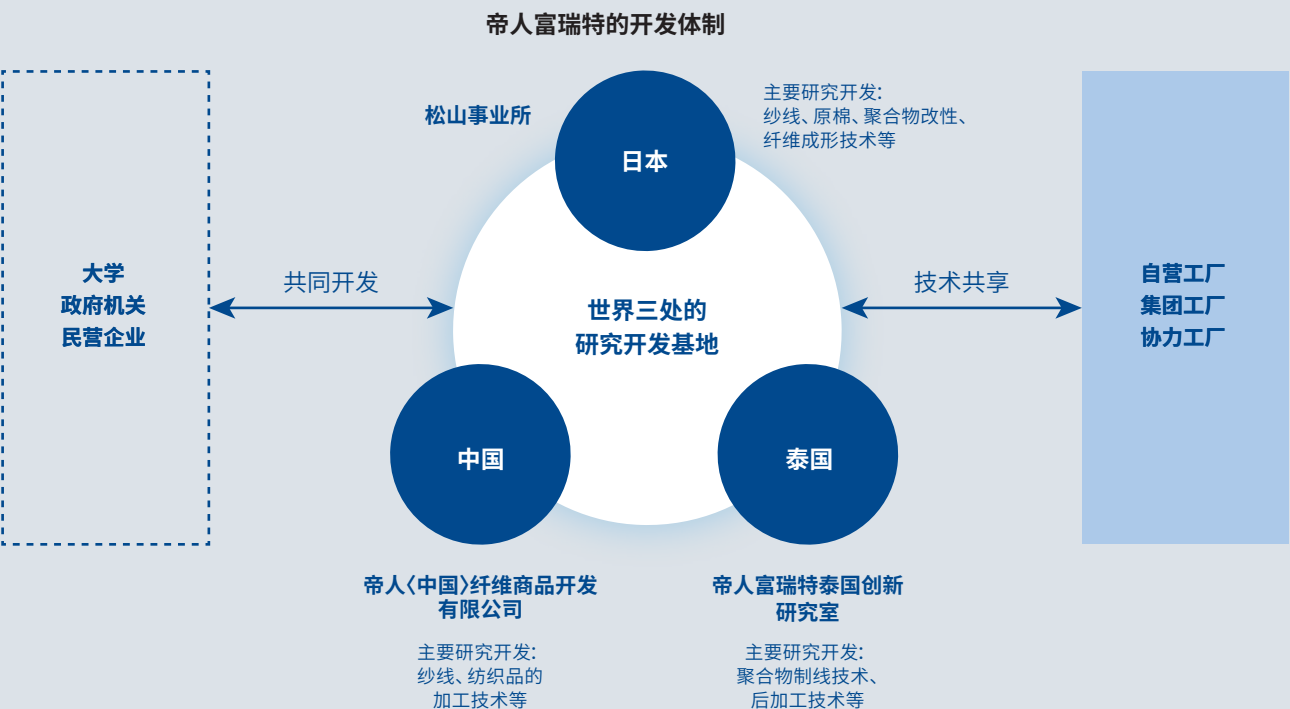 帝人富瑞特的开发体制
松山事业所
日本
主要研究开发：
纱线、原棉、聚合物改性、
纤维成形技术等
大学
政府机关
民营企业
共同开发
世界三处的
研究开发基地
技术共享
自营工厂
集团工厂
协力工厂
中国
帝人〈中国〉纤维商品开发
有限公司
主要研究开发：
纱线、纺织品的
加工技术等
泰国
帝人富瑞特泰国创新
研究室
主要研究开发：
聚合物制线技术、
后加工技术等